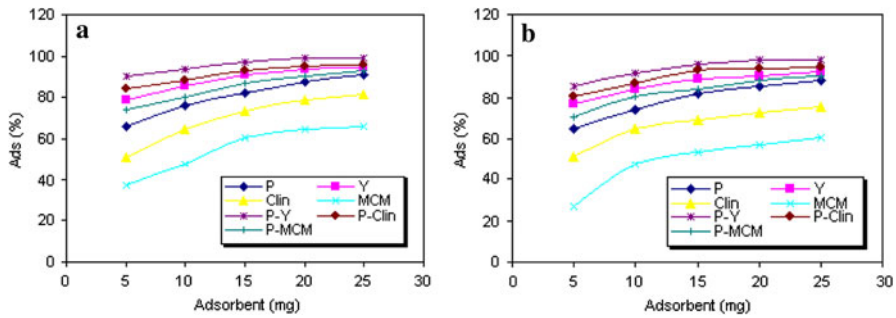 a
120
100
80
60
40
20
0
Ads (%)
P Y
Clin MCM
P-Y P-Clin
P-MCM
0 5 10 15 20 25 30
Adsorbent (mg)
b
120
100
80
60
40
20
0
Ads (%)
P Y
Clin MCM
P-Y P-Clin
P-MCM
0 5 10 15 20 25 30
Adsorbent (mg)